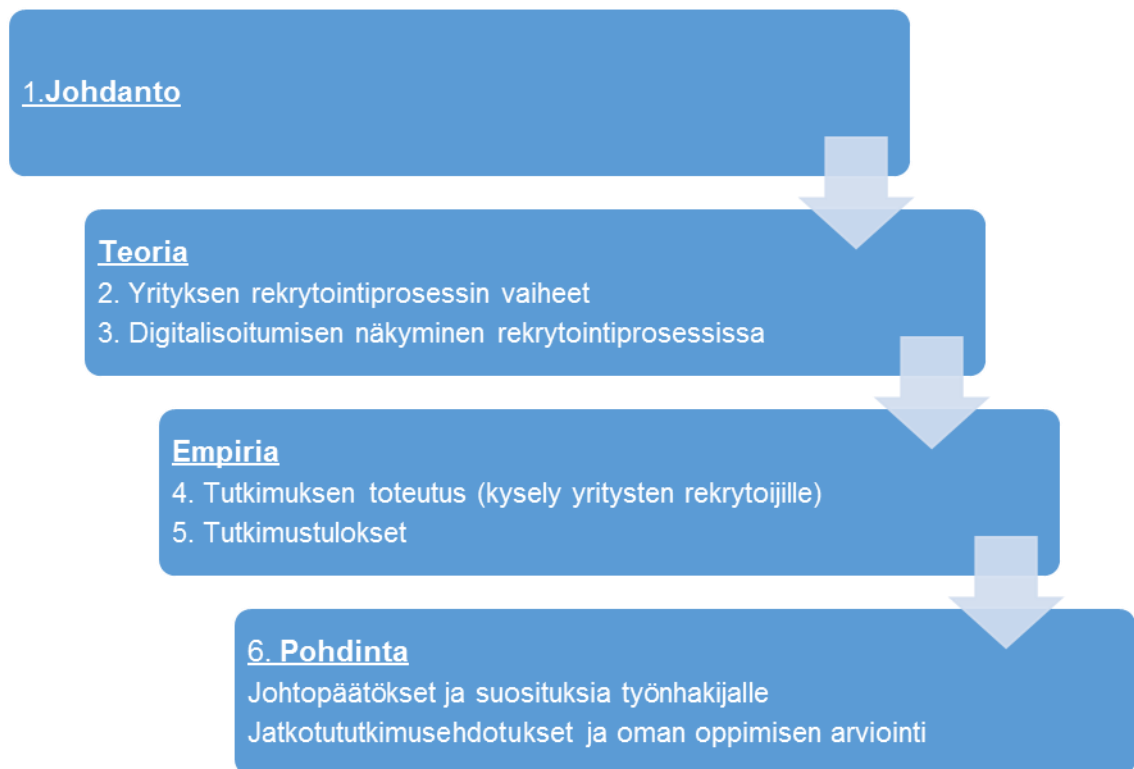 1.Johdanto
Teoria
2. Yrityksen rekrytointiprosessin vaiheet
3. Digitalisoitumisen näkyminen rekrytointiprosessissa
Empiria
4. Tutkimuksen toteutus (kysely yritysten rekrytoijille)
5. Tutkimustulokset
6. Pohdinta
Johtopäätökset ja suosituksia työnhakijalle
Jatkotututkimusehdotukset ja oman oppimisen arviointi